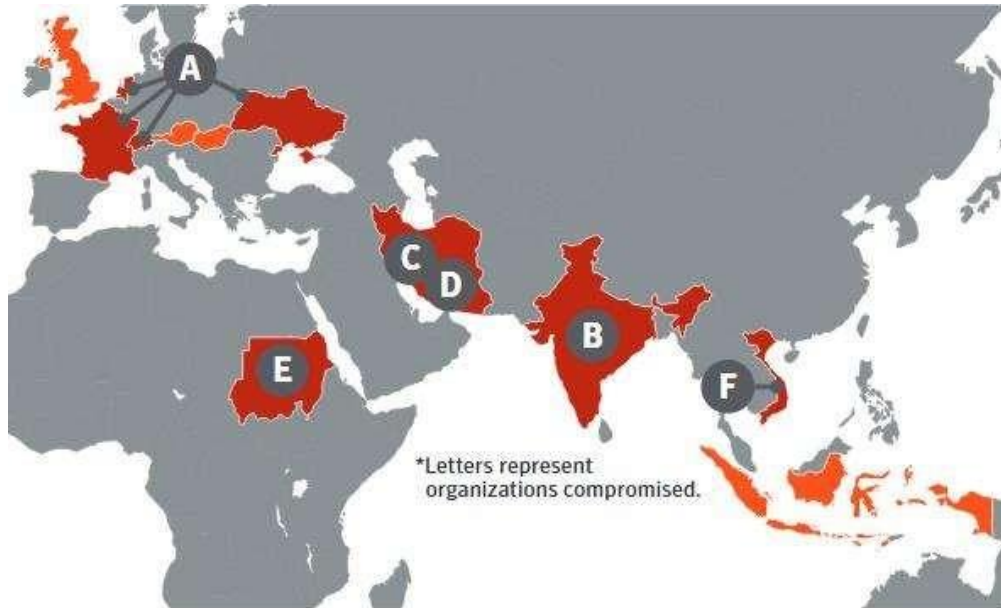 A
C
D
B
E
F
*Letters represent
organizations compromised.